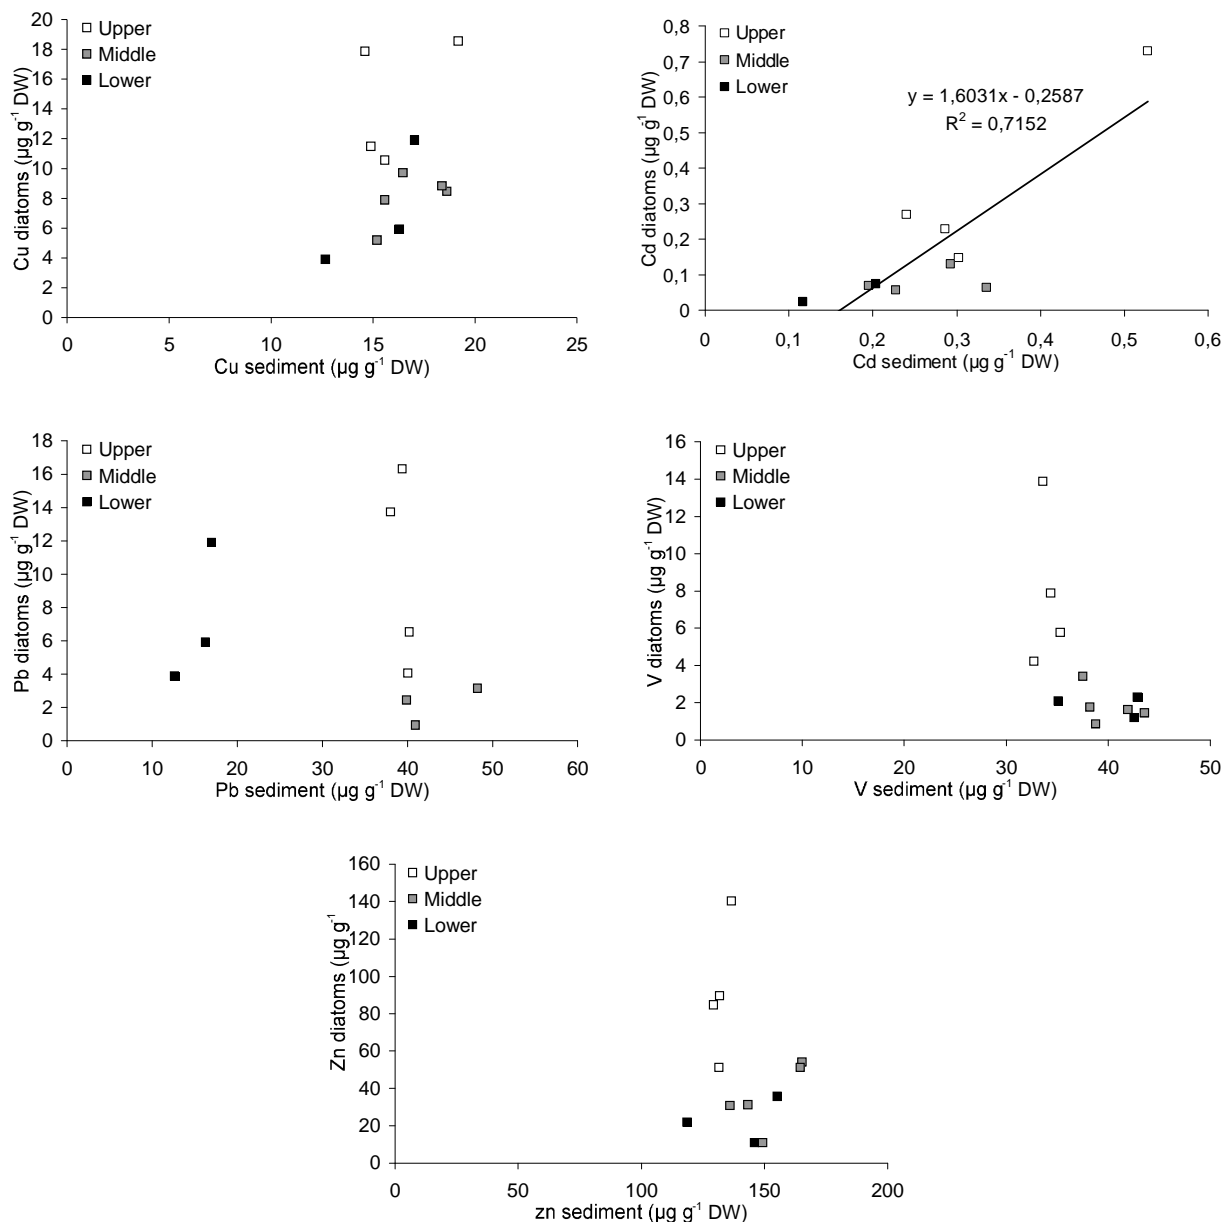 Cu diatoms (µg g-1 DW)
20
18
16
14
12
10
8
6
4
2
0
Upper
Middle
Lower
0 5 10 15 20 25
Cu sediment (µg g-1 DW)
Cd diatoms (µg g-1 DW)
0,8
0,7
0,6
0,5
0,4
0,3
0,2
0,1
0
Upper
Middle
Lower
y = 1,6031x - 0,2587
R2 = 0,7152
0 0,1 0,2 0,3 0,4 0,5 0,6
Cd sediment (µg g-1 DW)
Pb diatoms (µg g-1 DW)
18
16
14
12
10
8
6
4
2
0
Upper
Middle
Lower
0 10 20 30 40 50 60
Pb sediment (µg g-1 DW)
V diatoms (µg g-1 DW)
16
14
12
10
8
6
4
2
0
Upper
Middle
Lower
0 10 20 30 40 50
V sediment (µg g-1 DW)
Zn diatoms (µg g-1
160
140
120
100
80
60
40
20
0
Upper
Middle
Lower
0 50 100 150 200
zn sediment (µg g-1 DW)